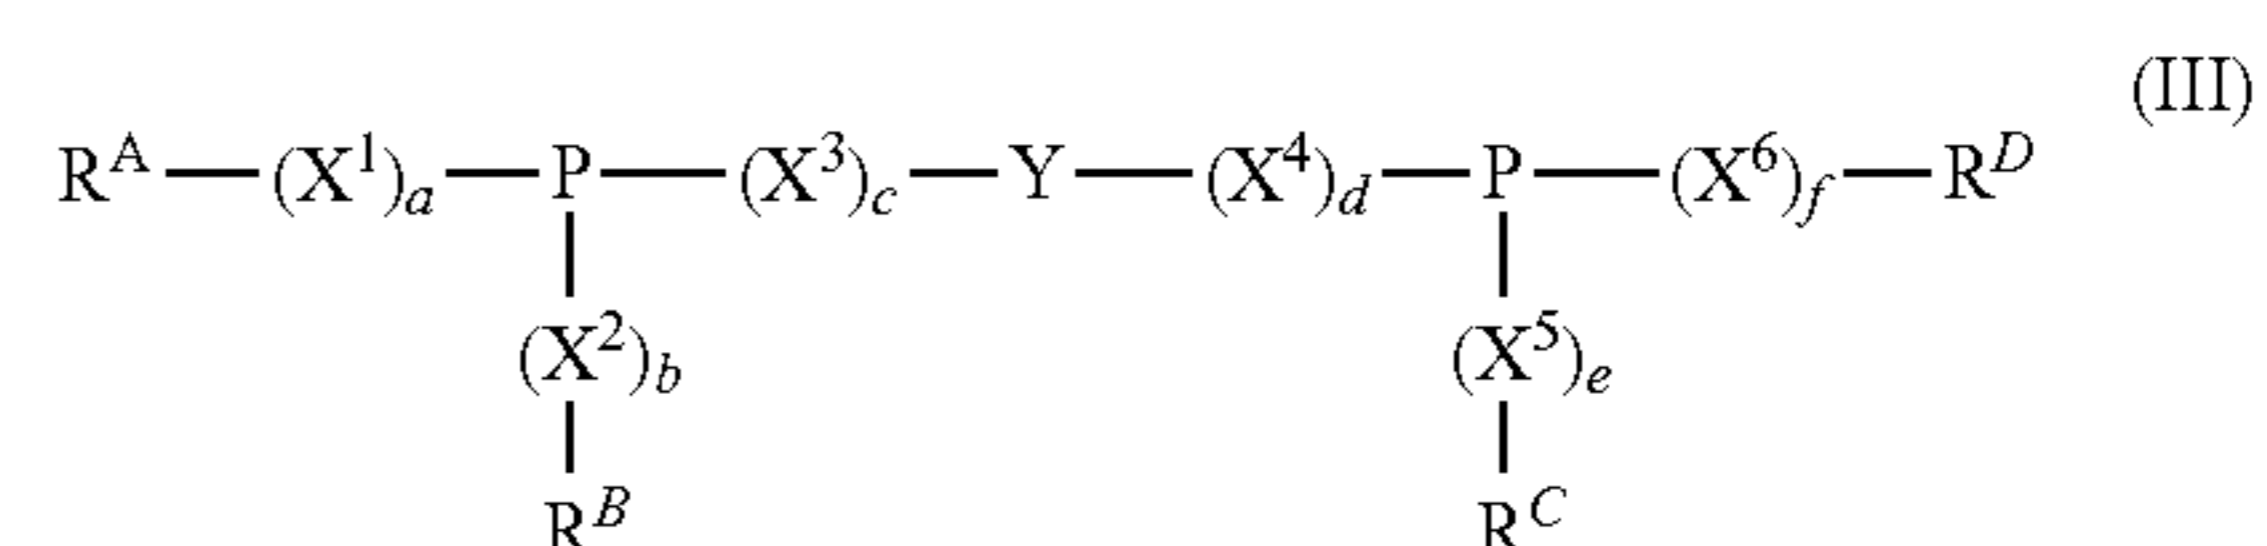 (III)
R^A—(X^1)_a—P—(X^3)_c—Y—(X^4)_d—P—(X^6)_f—R^D
(X^2)_b (X^5)_e
R^B R^C